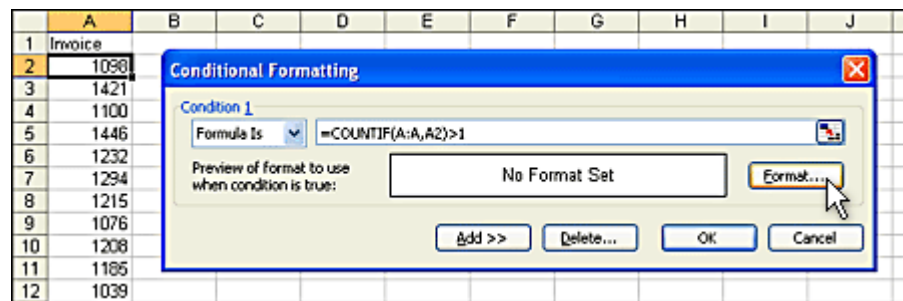 A B C D E F G H I J
1 Invoice
2 1098
3 1421
4 1100
5 1446
6 1232
7 1294
8 1215
9 1076
10 1208
11 1185
12 1039
Conditional Formatting
Condition 1
Formula Is =COUNTIF(A:A,A2)>1
Preview of format to use
when condition is true:
No Format Set
Format...
Add >> Delete... OK Cancel